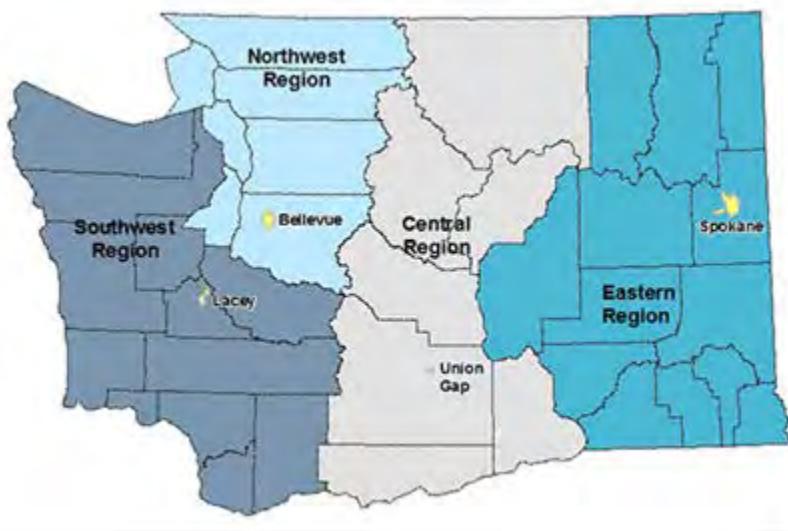 Northwest
Region
Bellevue
Southwest
Region
Central
Region
Spokane
Lacey
Eastern
Region
Union
Gap